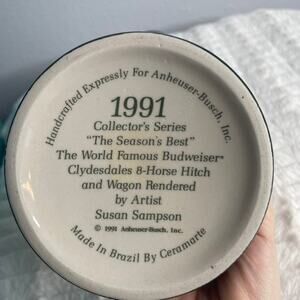 Handcrafted Expressly For Anheuser-Busch, Inc.
1991
Collector's Series
"The Season's Best"
The World Famous Budweiser®
Clydesdales 8-Horse Hitch
and Wagon Rendered
by Artist
Susan Sampson
© 1991 Anheuser-Busch, Inc.
Made In Brazil By Ceramarte